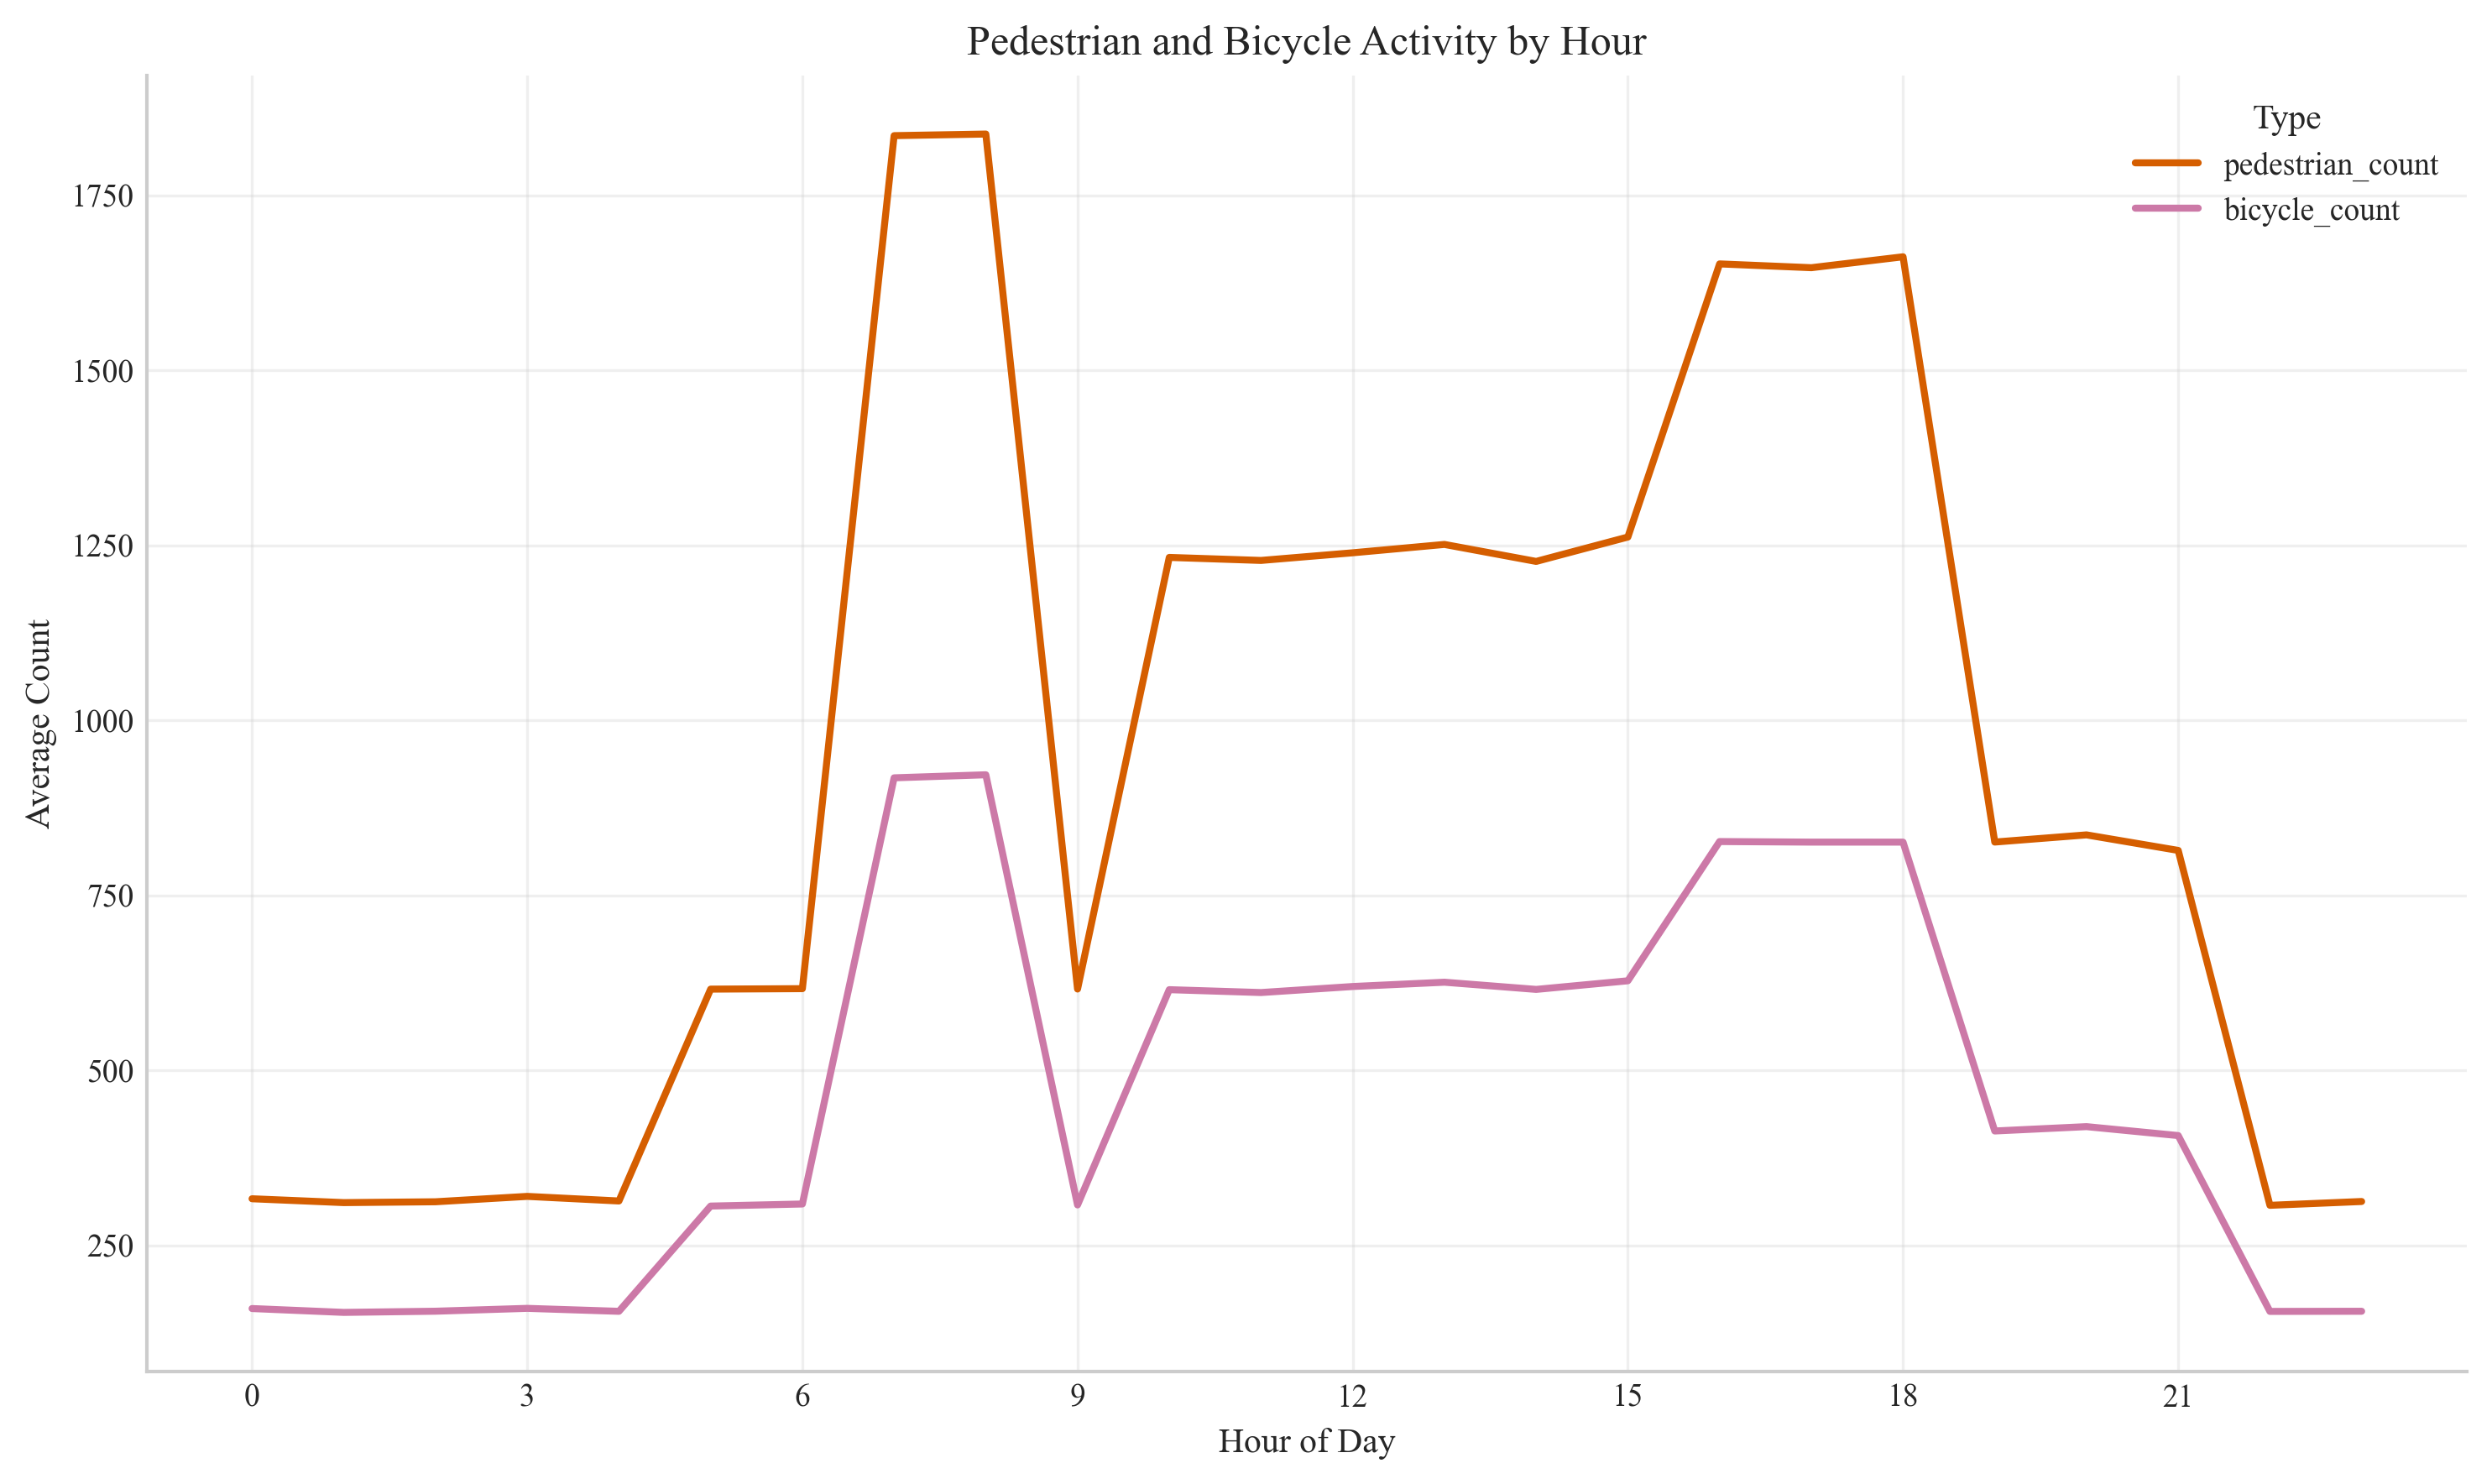 Pedestrian and Bicycle Activity by Hour
Type
pedestrian_count
bicycle_count
Average Count
1750
1500
1250
1000
750
500
250
0 3 6 9 12 15 18 21
Hour of Day